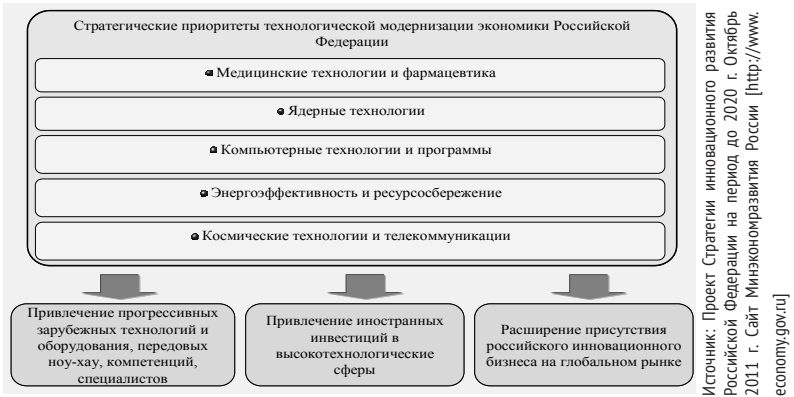 Стратегические приоритеты технологической модернизации экономики Российской
Федерации
Медицинские технологии и фармацевтика
Ядерные технологии
Компьютерные технологии и программы
Энергоэффективность и ресурсосбережение
Космические технологии и телекоммуникации
Привлечение прогрессивных
зарубежных технологий и
оборудования, передовых
ноу-хау, компетенций,
специалистов
Привлечение иностранных
инвестиций в
высокотехнологические
сферы
Расширение присутствия
российского инновационного
бизнеса на глобальном рынке
Источник: Проект Стратегии инновационного развития
Российской Федерации на период до 2020 г. Октябрь
2011 г. Сайт Минэкономразвития России [http://www.
economy.gov.ru]